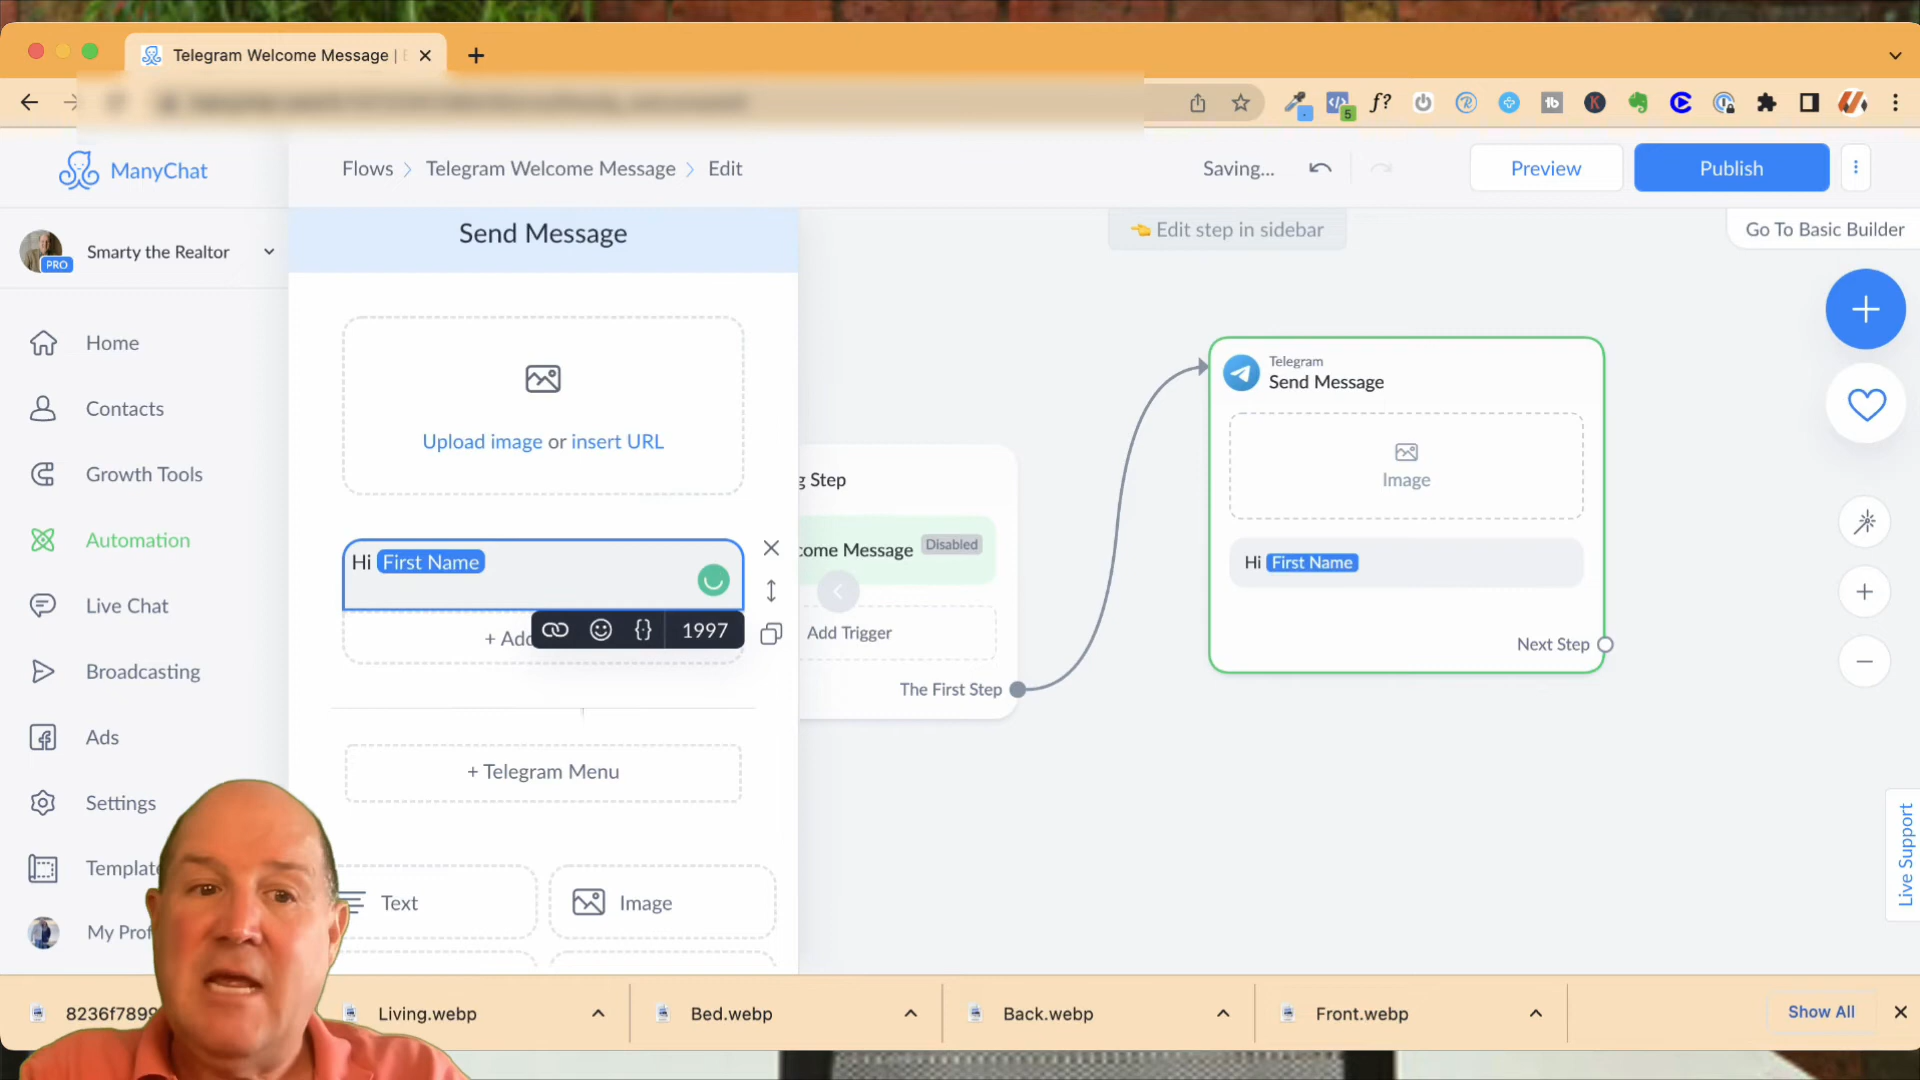 Telegram Welcome Message |
5
ManyChat
Flows
Telegram Welcome Message
Edit
Saving...
Preview
Publish
Smarty the Realtor
PRO
Send Message
👈 Edit step in sidebar
Go To Basic Builder
Home
Contacts
Growth Tools
Automation
Live Chat
Broadcasting
Ads
Settings
Templat
My Prof
Upload image or insert URL
Hi First Name
+ Add
1997
+ Telegram Menu
Text
Image
g Step
come Message
Disabled
Add Trigger
The First Step
Telegram
Send Message
Image
Hi First Name
Next Step
Live Support
8236f7899
Living.webp
Bed.webp
Back.webp
Front.webp
Show All